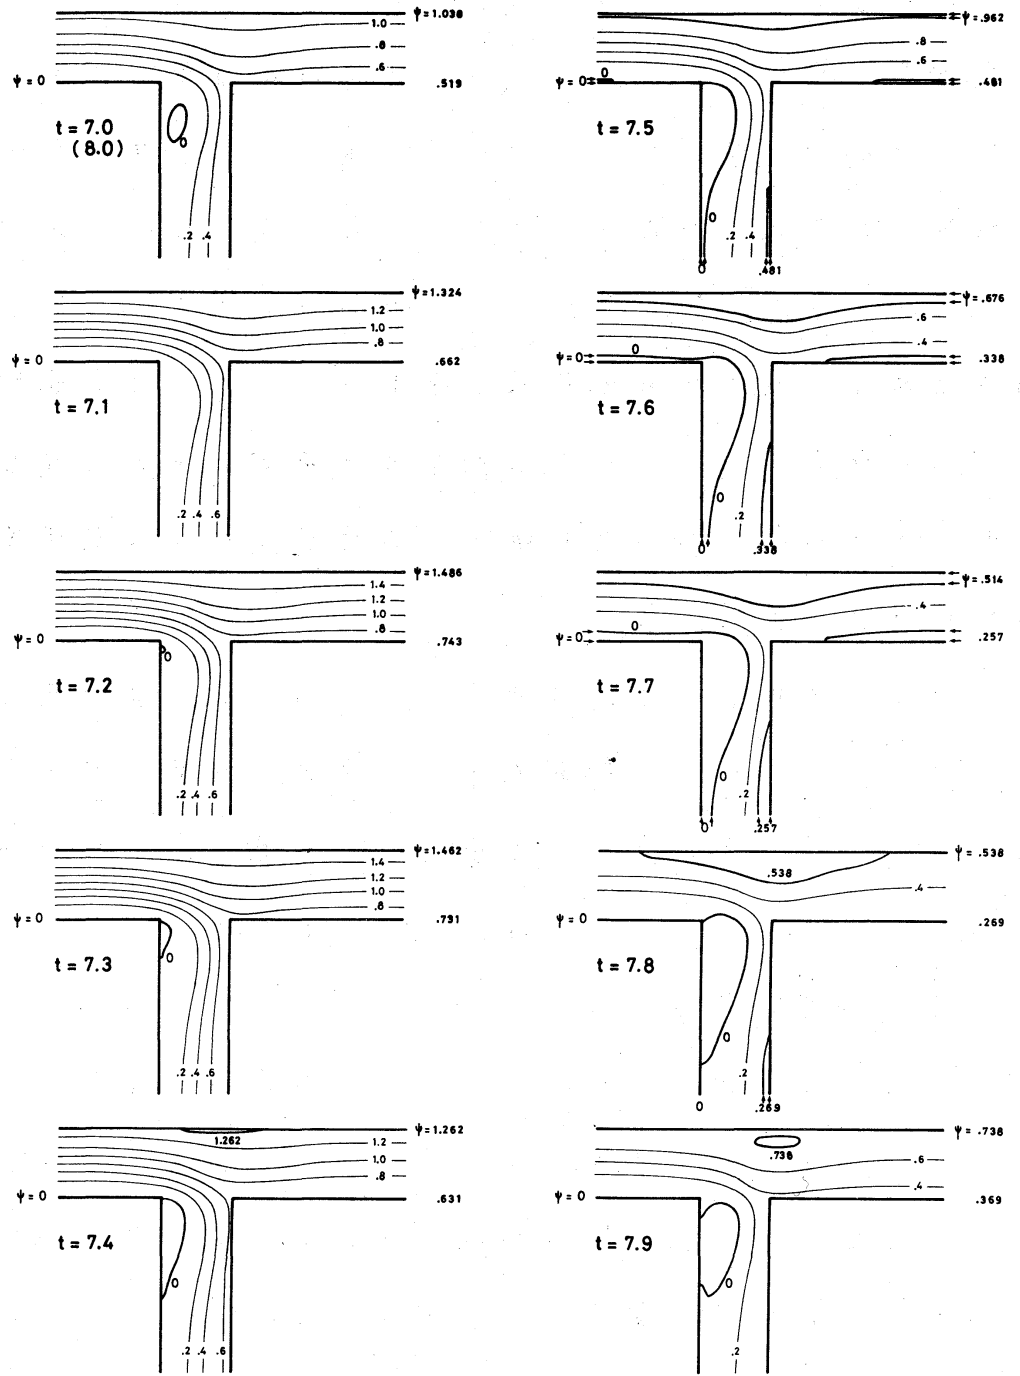 ψ=1.038
1.0
.8
.6
ψ = 0
.519
0
t = 7.0
(8.0)
.2 .4
ψ=1.324
1.2
1.0
.8
ψ = 0
.662
t = 7.1
.2 .4 .6
ψ=1.486
1.4
1.2
1.0
.8
ψ = 0
.743
0
t = 7.2
.2 .4 .6
ψ=1.462
1.4
1.2
1.0
.8
ψ = 0
.731
0
t = 7.3
.2 .4 .6
ψ=1.262
1.262
1.2
1.0
.8
ψ = 0
.631
t = 7.4
0
.2 .4 .6
ψ=.962
.8
.6
0
ψ=0
.481
t = 7.5
0
.2 .4
0
.481
ψ=.676
.6
.4
0
ψ=0
.338
t = 7.6
0
.2
0
.338
ψ=.514
.4
0
ψ=0
.257
t = 7.7
0
.2
0
.257
ψ= .538
.538
.4
ψ = 0
.269
t = 7.8
0
.2
0
.269
ψ= .738
.738
.6
.4
ψ = 0
.369
t = 7.9
0
.2